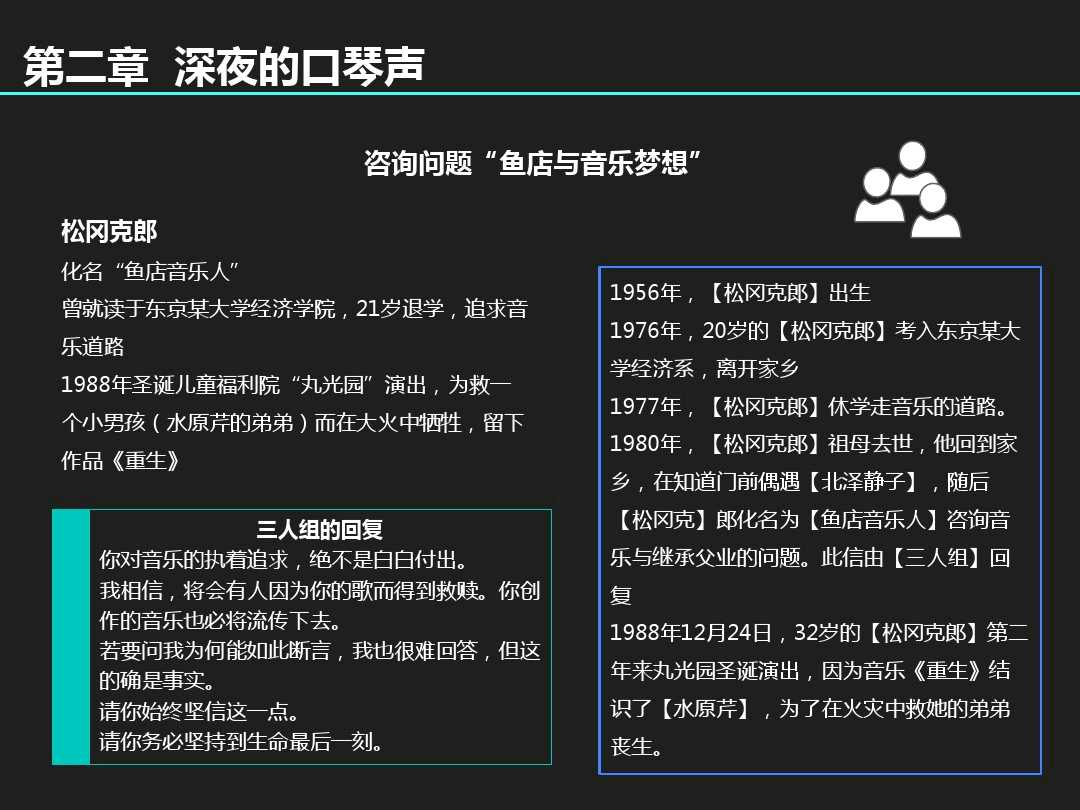 第二章 深夜的口琴声
咨询问题“鱼店与音乐梦想”
松冈克郎
化名“鱼店音乐人”
曾就读于东京某大学经济学院，21岁退学，追求音
乐道路
1988年圣诞儿童福利院“丸光园”演出，为救一
个小男孩（水原芹的弟弟）而在大火中牺牲，留下
作品《重生》
三人组的回复
你对音乐的执着追求，绝不是白白付出。
我相信，将会有人因为你的歌而得到救赎。你创
作的音乐也必将流传下去。
若要问我为何能如此断言，我也很难回答，但这
的确是事实。
请你始终坚信这一点。
请你务必坚持到生命最后一刻。
1956年，【松冈克郎】出生
1976年，20岁的【松冈克郎】考入东京某大
学经济系，离开家乡
1977年，【松冈克郎】休学走音乐的道路。
1980年，【松冈克郎】祖母去世，他回到家
乡，在知道门前偶遇【北泽静子】，随后
【松冈克】郎化名为【鱼店音乐人】咨询音
乐与继承父业的问题。此信由【三人组】回
复
1988年12月24日，32岁的【松冈克郎】第二
年来丸光园圣诞演出，因为音乐《重生》结
识了【水原芹】，为了在火灾中救她的弟弟
丧生。